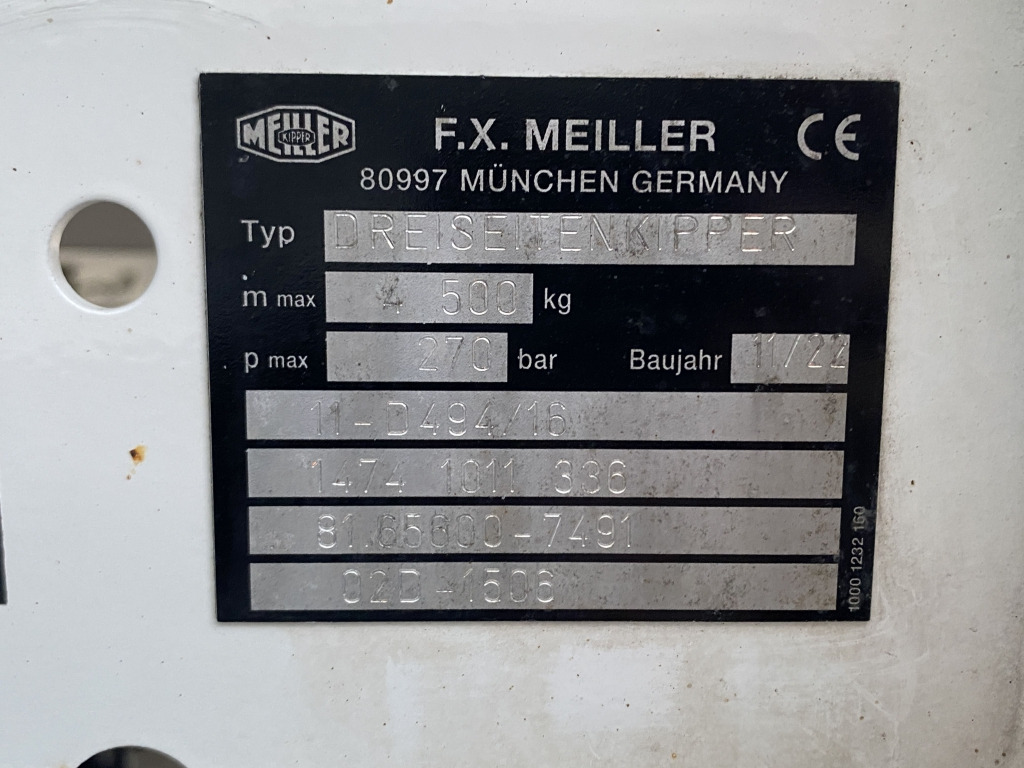 MEILLER KIPPER
F.X. MEILLER CE
80997 MÜNCHEN GERMANY
Typ DREISEITENKIPPER
ṁ max 4 500 kg
p max 270 bar Baujahr 11/22
11-D494/16
1474 1011 336
81.65600-7491
02D-1506
1000 1232 160